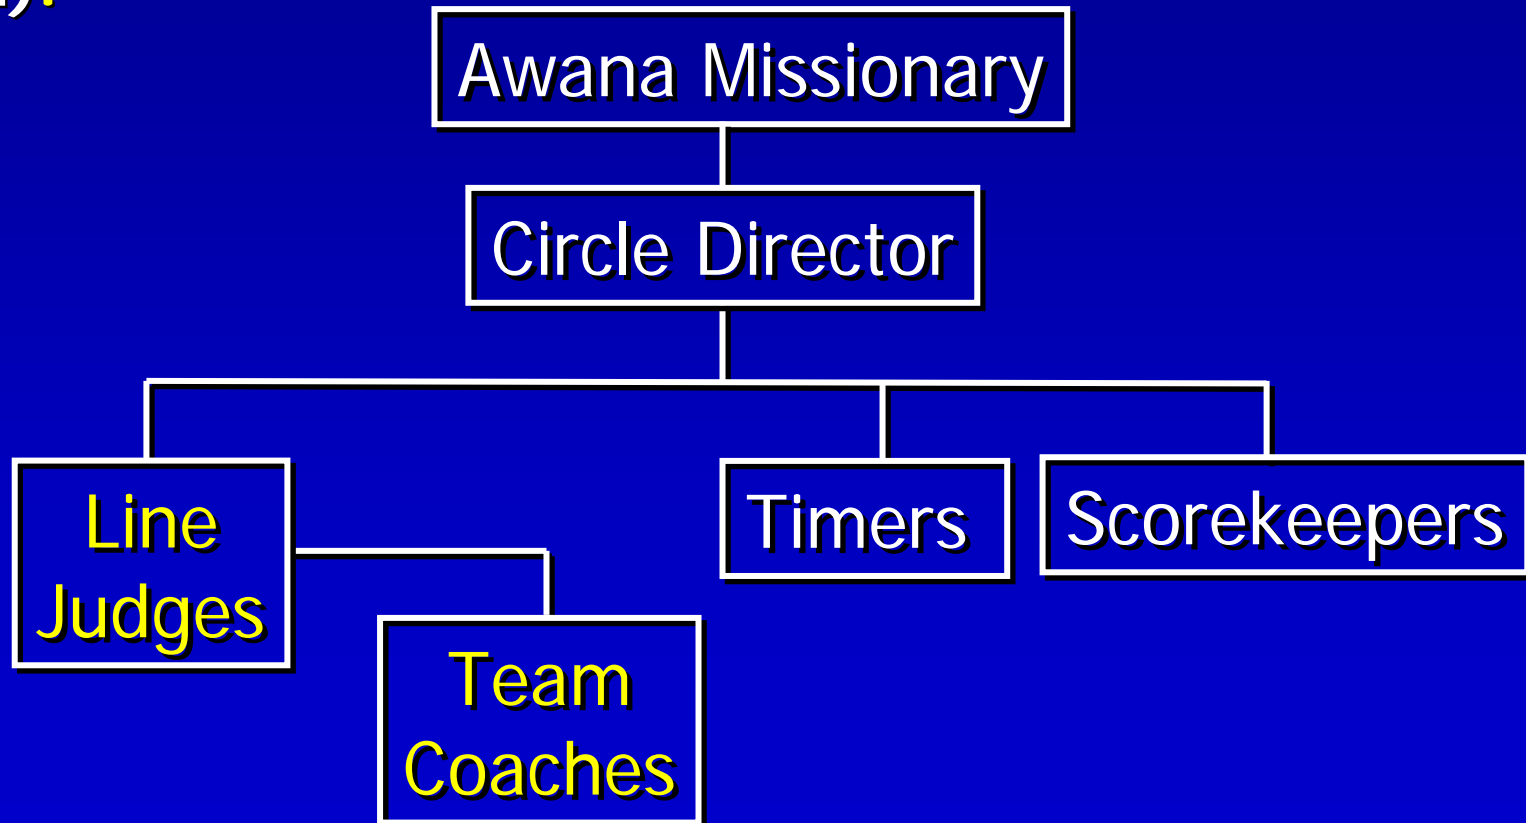 Awana Missionary
Circle Director
Line
Judges
Timers
Scorekeepers
Team
Coaches